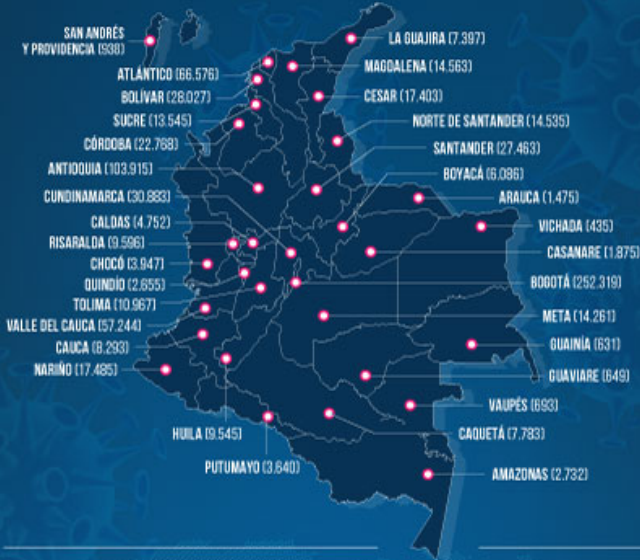 SAN ANDRÉS
Y PROVIDENCIA (938)
ATLÁNTICO (66.576)
BOLÍVAR (28.027)
SUCRE (13.545)
CÓRDOBA (22.768)
ANTIOQUIA (103.915)
CUNDINAMARCA (30.883)
CALDAS (4.752)
RISARALDA (9.596)
CHOCÓ (3.947)
QUINDÍO (2.655)
TOLIMA (10.967)
VALLE DEL CAUCA (57.244)
CAUCA (8.293)
NARIÑO (17.485)
HUILA (9.545)
PUTUMAYO (3.640)
LA GUAJIRA (7.397)
MAGDALENA (14.563)
CESAR (17.403)
NORTE DE SANTANDER (14.535)
SANTANDER (27.463)
BOYACÁ (6.086)
ARAUCA (1.475)
VICHADA (435)
CASANARE (1.875)
BOGOTÁ (252.319)
META (14.261)
GUAINÍA (631)
GUAVIARE (649)
VAUPÉS (693)
CAQUETÁ (7.783)
AMAZONAS (2.732)